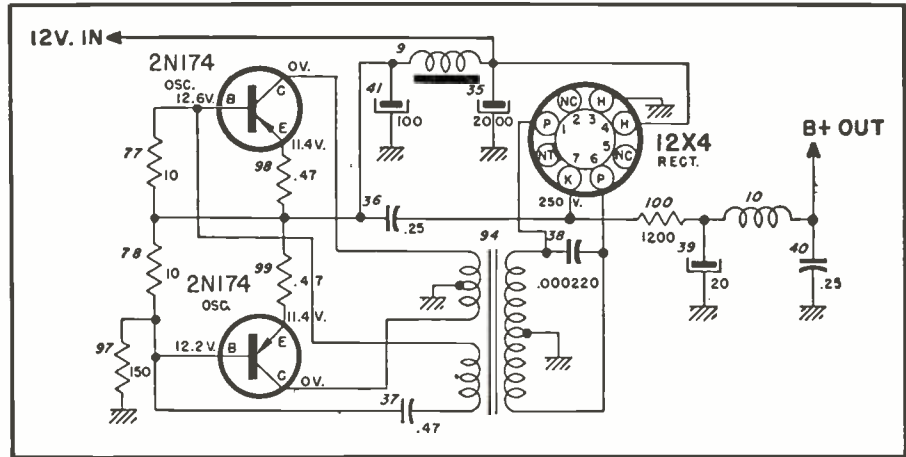 12V. IN
2N174
OSC.
0V.
C
12.6V. B
E
11.4V.
77
10
98
.47
9
41
100
35
2000
NC
H
P
2
3
H
1
4
5
NT
7
6
NC
K
P
12X4
RECT.
250 V.
B+ OUT
36
.25
100
1200
10
39
20
40
.25
78
10
2N174
OSC.
99
.47
11.4V.
E
12.2V. B
C
0V.
97
150
37
.47
94
38
.000220